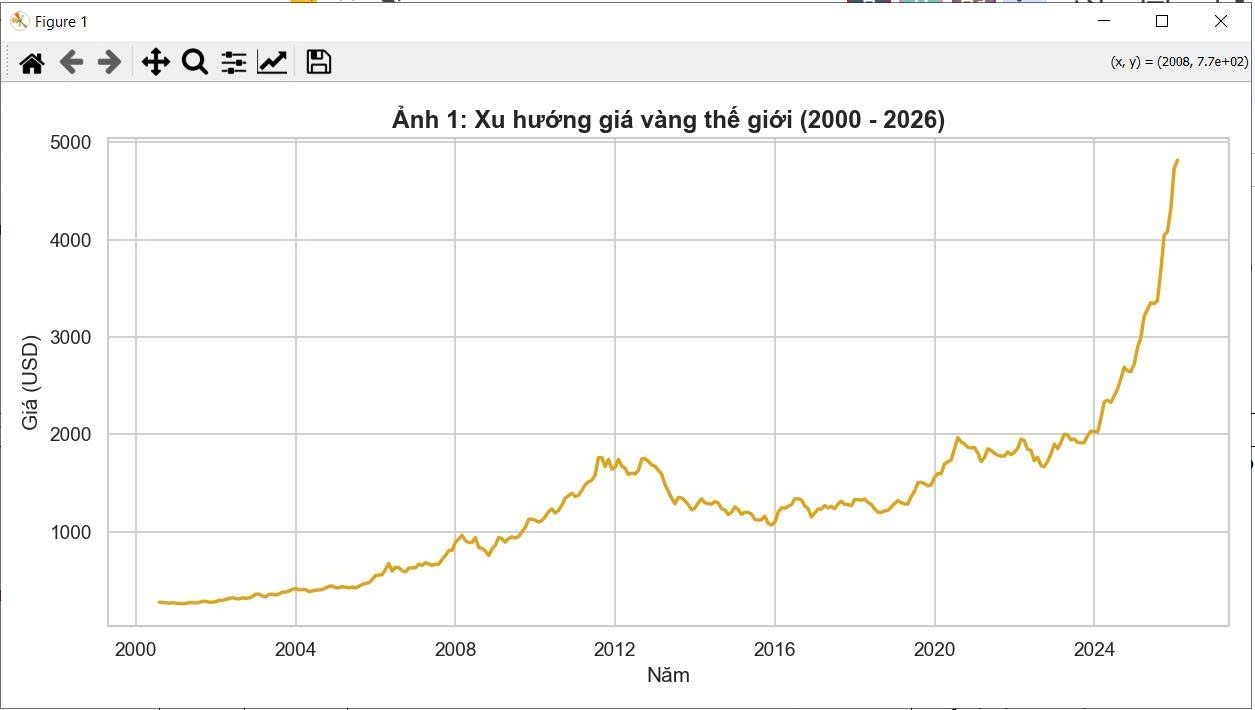 Figure 1
(x, y) = (2008, 7.7e+02)
Ảnh 1: Xu hướng giá vàng thế giới (2000 - 2026)
5000
4000
3000
2000
1000
Giá (USD)
2000 2004 2008 2012 2016 2020 2024
Năm